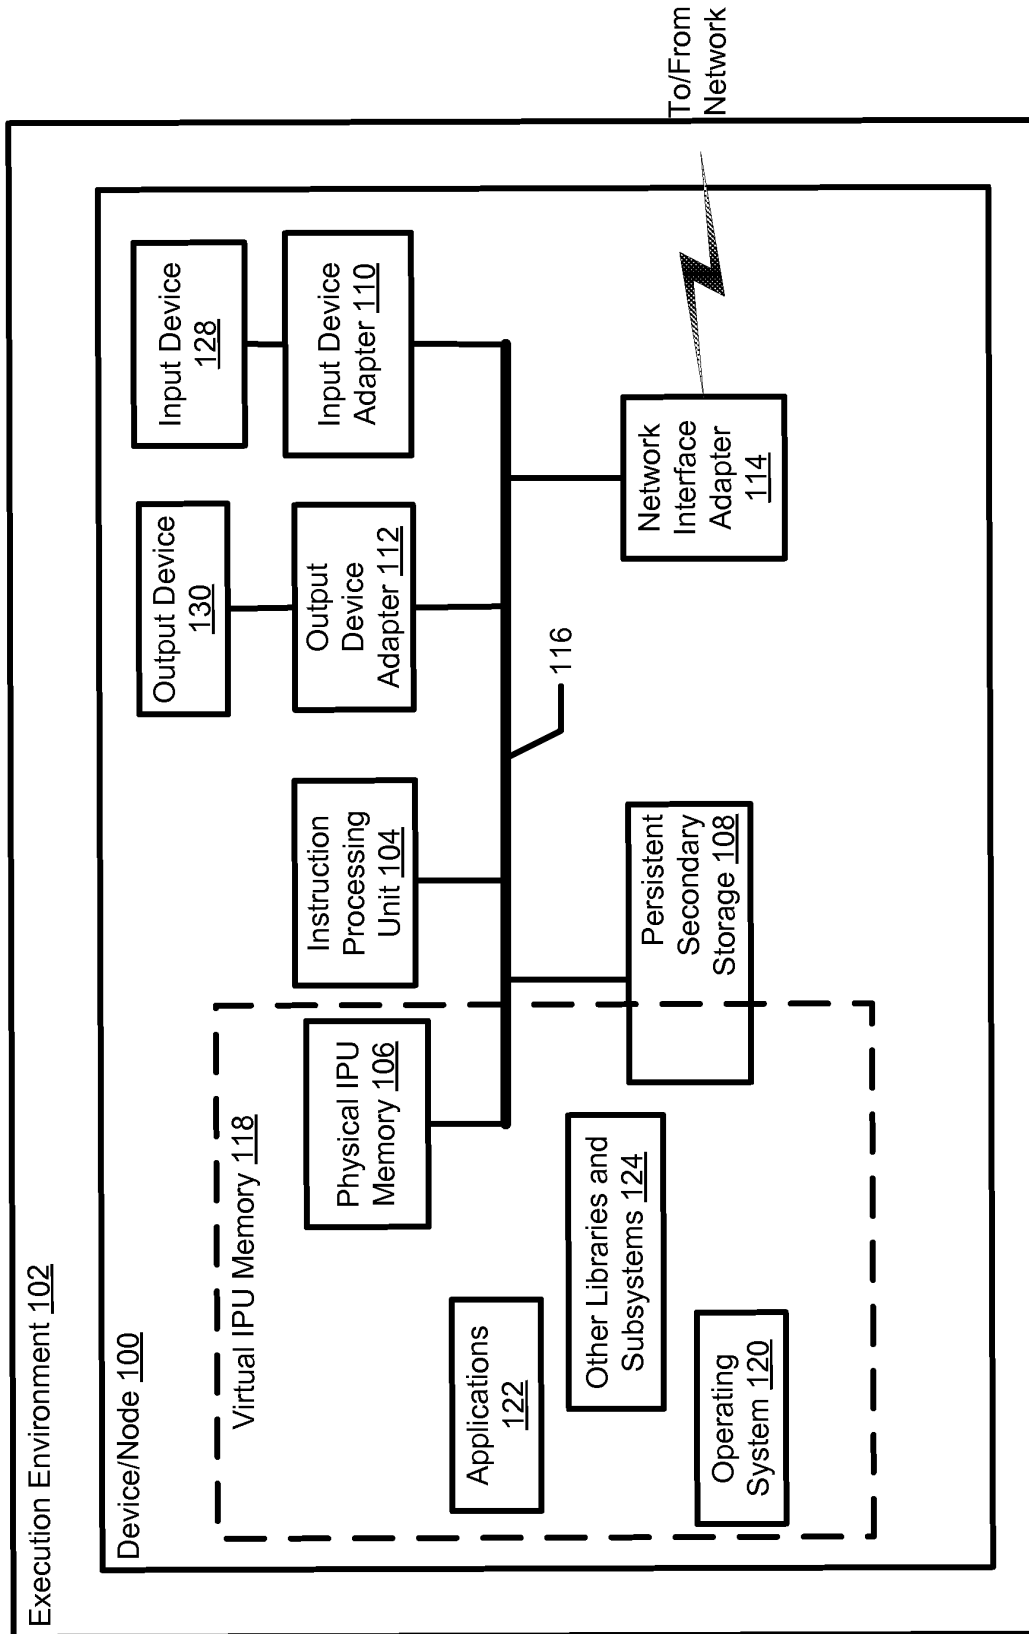 Execution Environment 102
Device/Node 100
Virtual IPU Memory 118
Physical IPU
Memory 106
Instruction
Processing
Unit 104
Output Device
130
Output
Device
Adapter 112
Input Device
128
Input Device
Adapter 110
116
Applications
122
Other Libraries and
Subsystems 124
Operating
System 120
Persistent
Secondary
Storage 108
Network
Interface
Adapter
114
To/From
Network